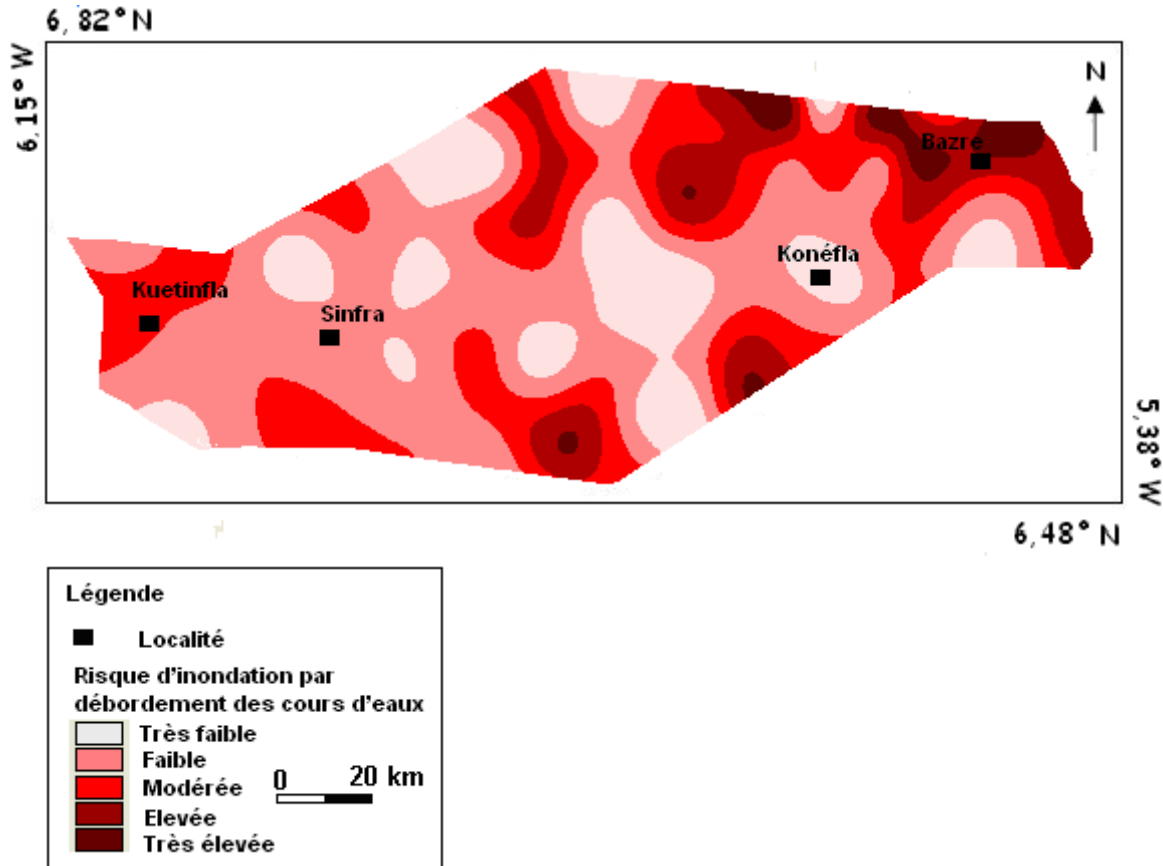 6, 82° N
6,15° W
N
Bazre
Konéfla
Kuetinfla
Sinfra
5,38° W
6,48° N
Légende
Localité
Risque d'inondation par
débordement des cours d'eaux
Très faible
Faible
Modérée
Elevée
Très élevée
0 20 km